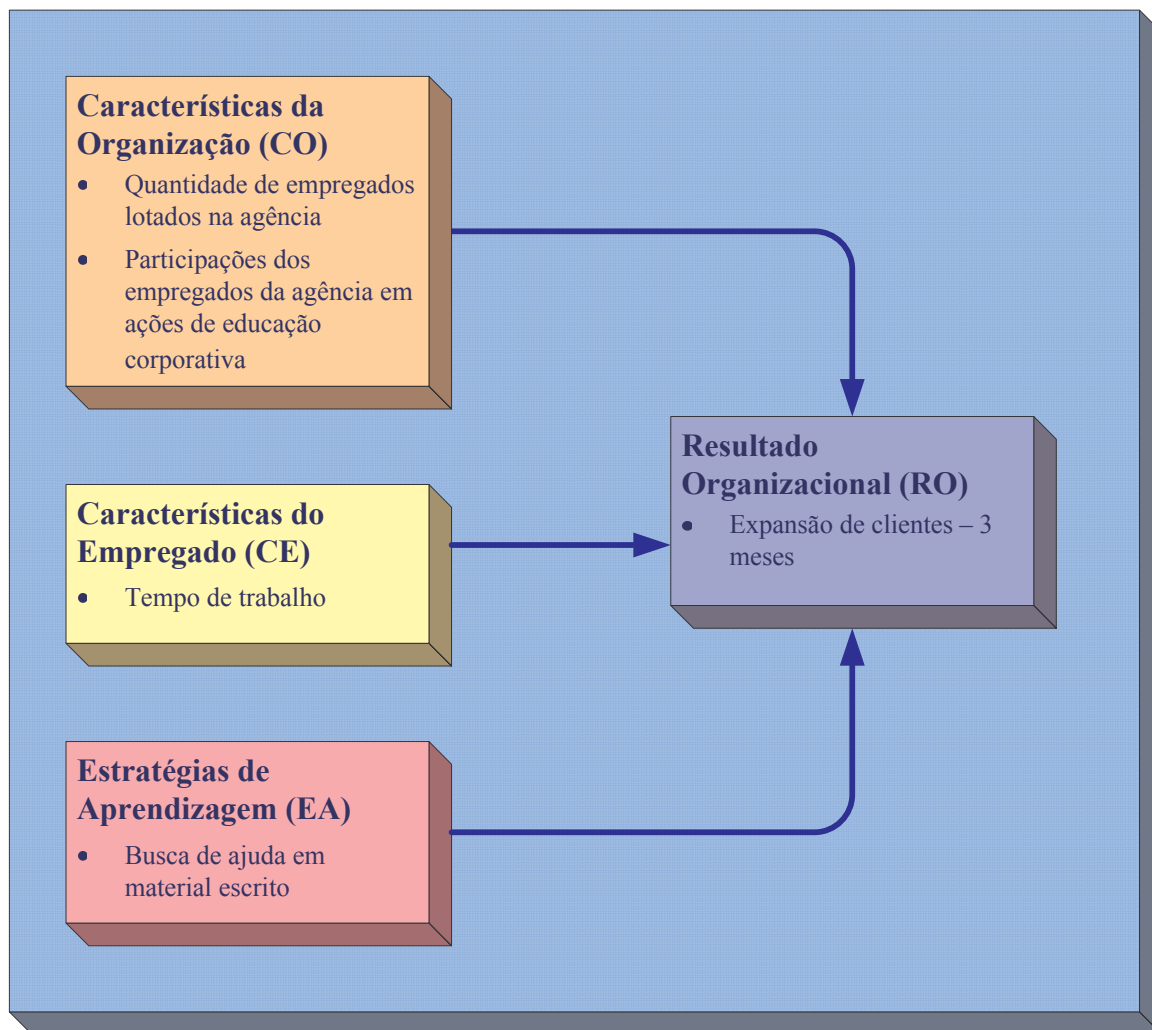 Características da
Organização (CO)
• Quantidade de empregados
lotados na agência
• Participações dos
empregados da agência em
ações de educação
corporativa
Características do
Empregado (CE)
• Tempo de trabalho
Estratégias de
Aprendizagem (EA)
• Busca de ajuda em
material escrito
Resultado
Organizacional (RO)
• Expansão de clientes – 3
meses